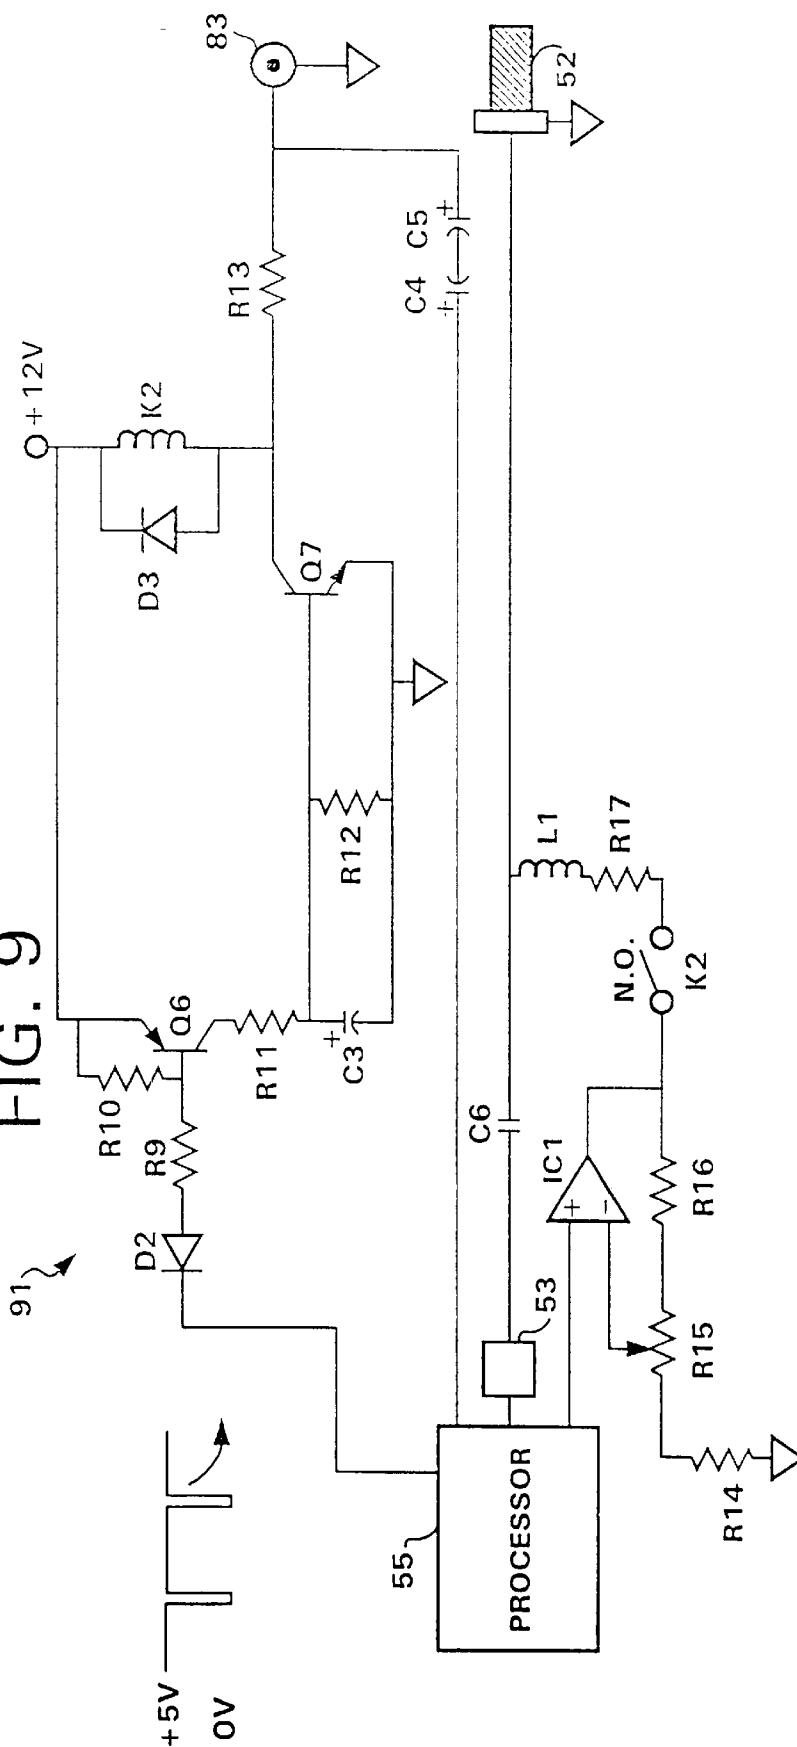 FIG. 9
91
+5V
0V
+12V
83
D3
K2
R13
Q7
R10
Q6
D2
R9
R11
C3
R12
C4
C5
52
55
PROCESSOR
53
C6
IC1
+
−
L1
R17
N.O.
K2
R16
R15
R14
+
+
+